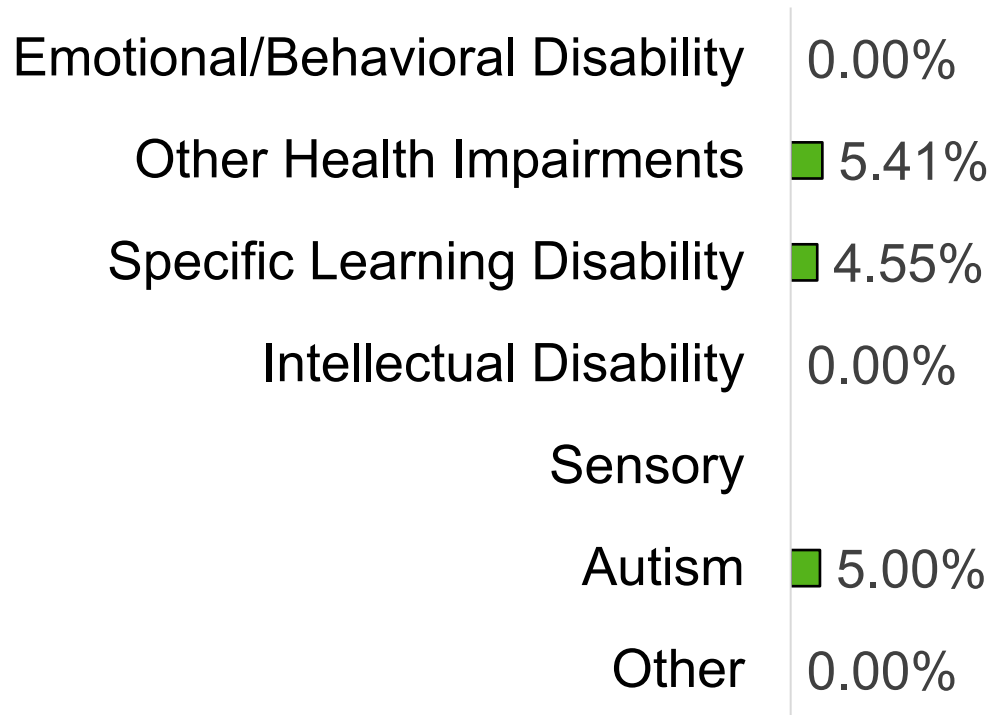 Emotional/Behavioral Disability 0.00%
Other Health Impairments 5.41%
Specific Learning Disability 4.55%
Intellectual Disability 0.00%
Sensory
Autism 5.00%
Other 0.00%